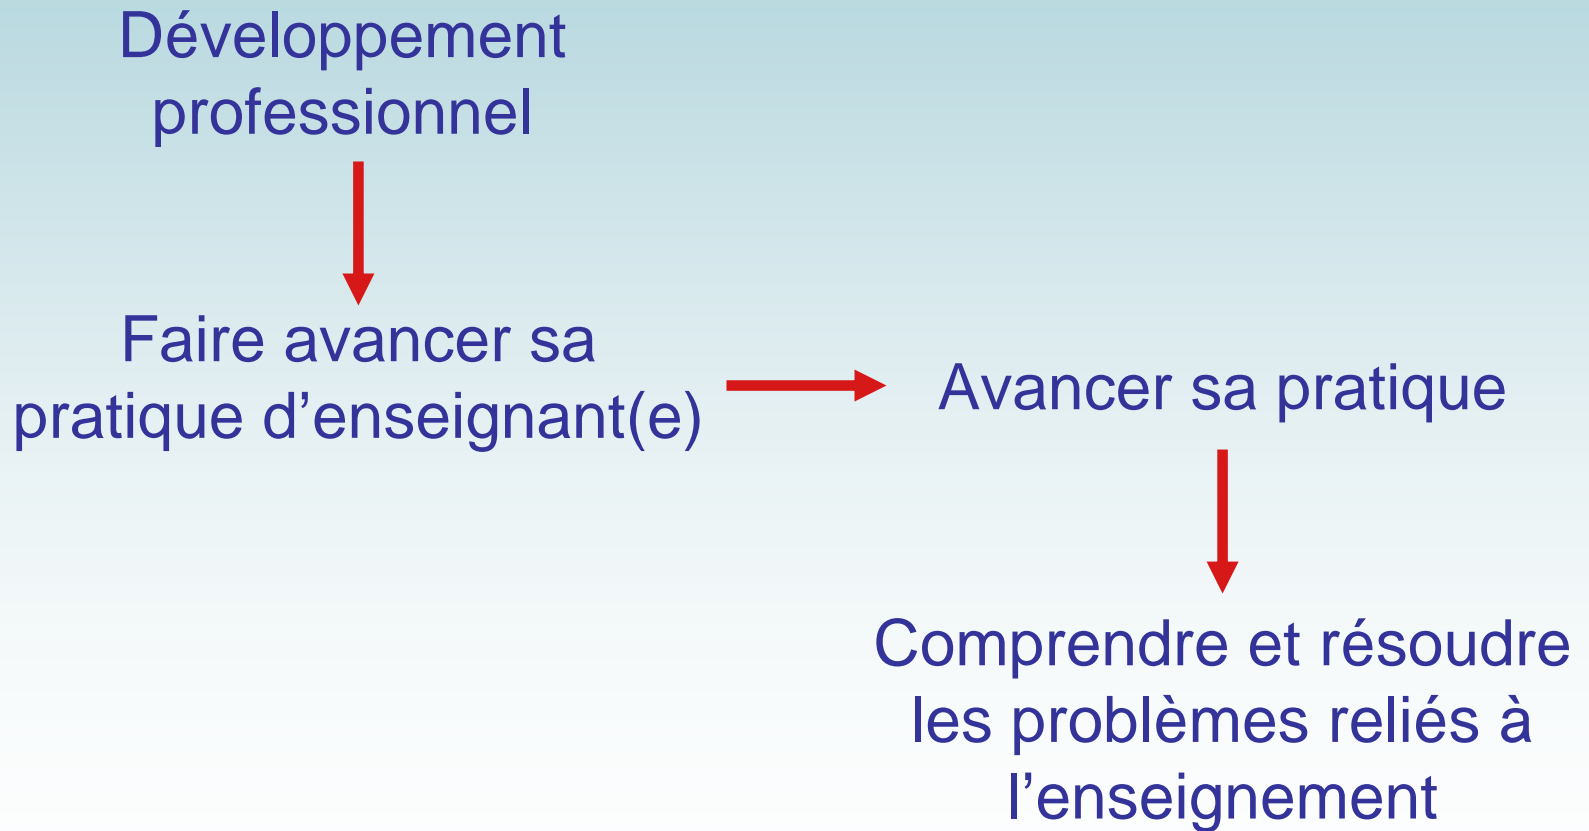 Développement
professionnel
Faire avancer sa
pratique d’enseignant(e)
Avancer sa pratique
Comprendre et résoudre
les problèmes reliés à
l’enseignement